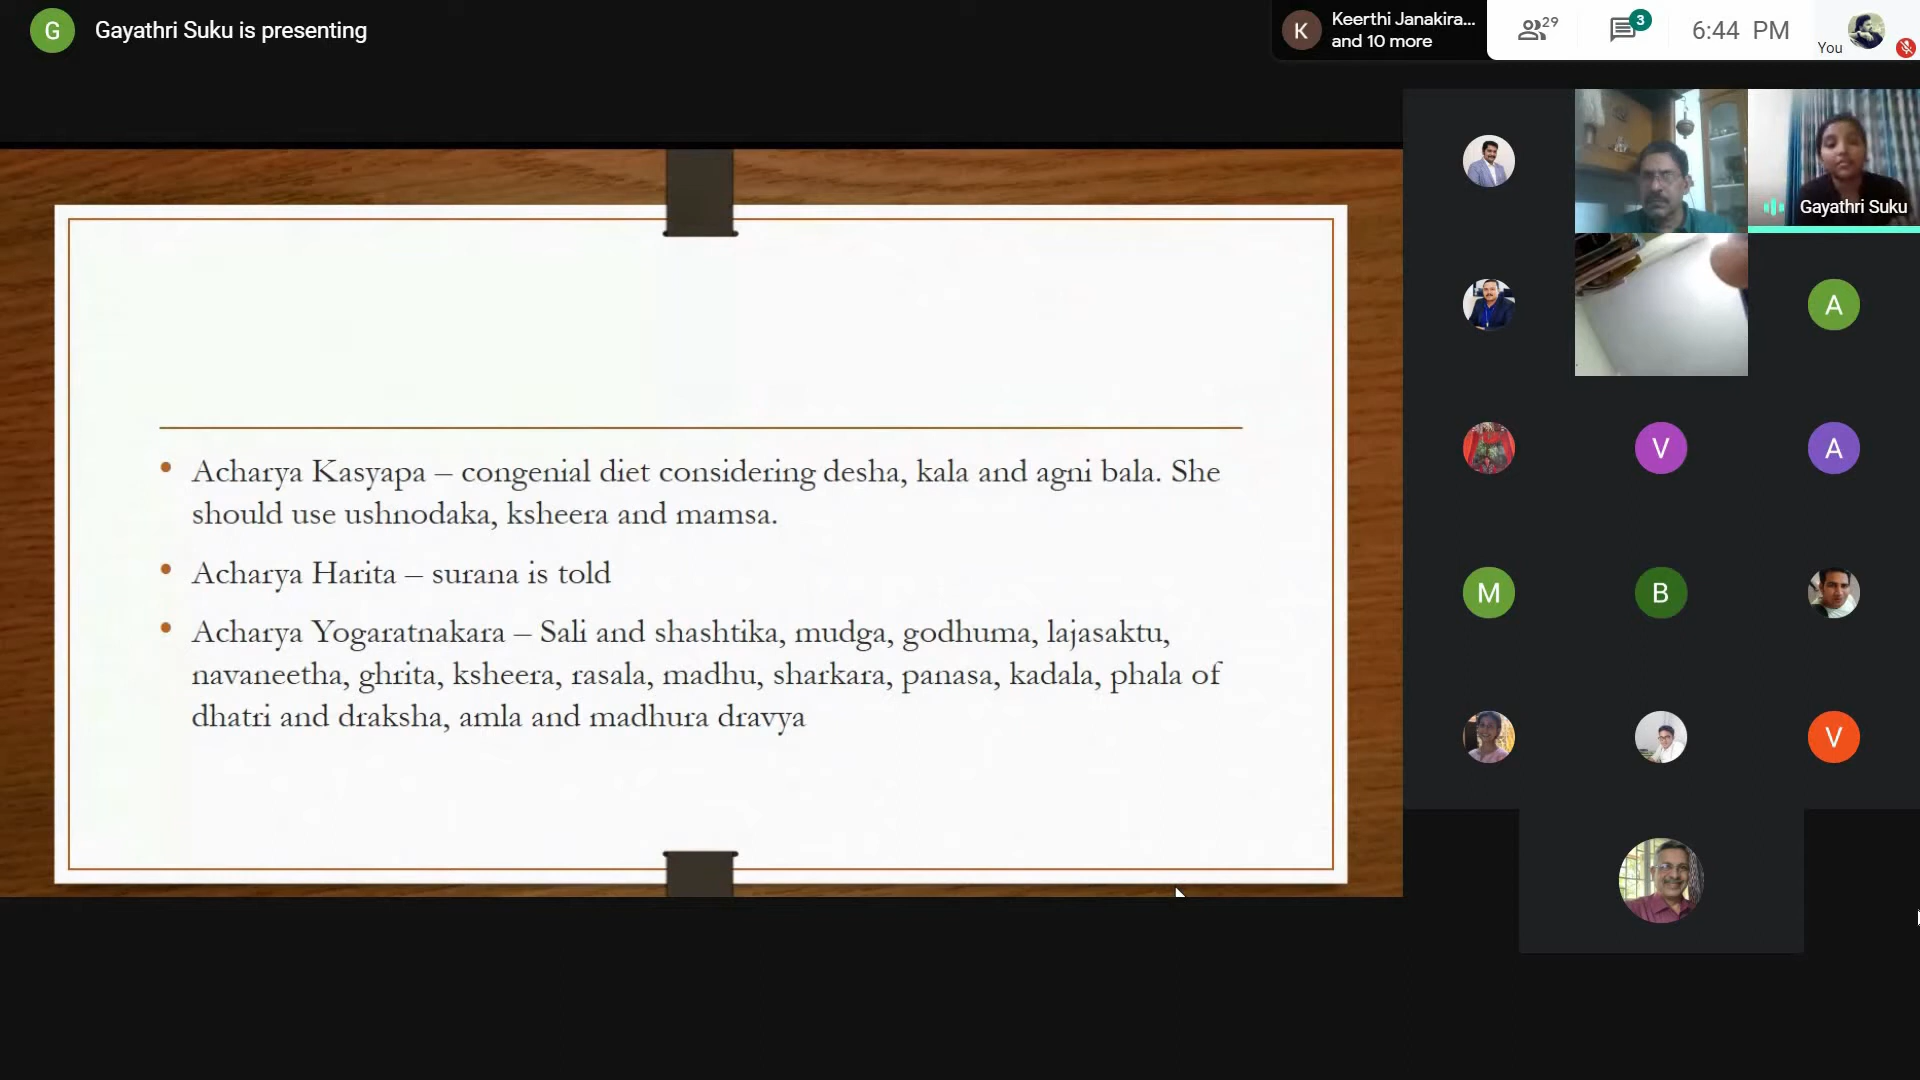 G
Gayathri Suku is presenting
K
Keerthi Janakira...
and 10 more
29
3
6:44 PM
You
Gayathri Suku
A
V
A
M
B
V
• Acharya Kasyapa – congenial diet considering desha, kala and agni bala. She
should use ushnodaka, ksheera and mamsa.
• Acharya Harita – surana is told
• Acharya Yogaratnakara – Sali and shashtika, mudga, godhuma, lajasaktu,
navaneetha, ghrita, ksheera, rasala, madhu, sharkara, panasa, kadala, phala of
dhatri and draksha, amla and madhura dravya